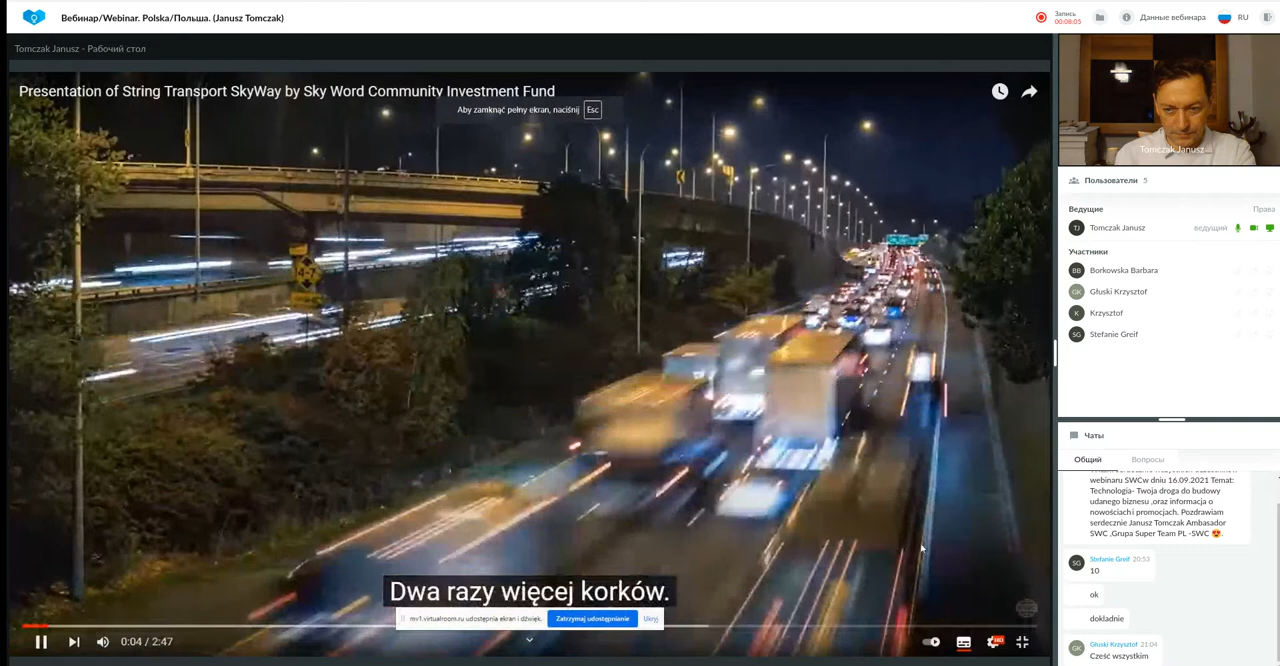 Вебинар/Webinar. Polska/Польша. (Janusz Tomczak)
Запись
00:08:05
Данные вебинара
RU
Tomczak Janusz - Рабочий стол
Presentation of String Transport SkyWay by Sky Word Community Investment Fund
Aby zamknąć pełny ekran, naciśnij Esc
14-7
Dwa razy więcej korków.
mv1.virtualroom.ru udostępnia ekran i dźwięk.
Zatrzymaj udostępnianie
Ukryj
0:04 / 2:47
HD
Tomczak Janusz
Пользователи 5
Ведущие
Права
TJ Tomczak Janusz
ведущий
Участники
BB Borkowska Barbara
GK Głuski Krzysztof
K Krzysztof
SG Stefanie Greif
Чаты
Общий
Вопросы
webinaru SWCw dniu 16.09.2021 Temat:
Technologia- Twoja droga do budowy
udanego biznesu ,oraz informacja o
nowościach i promocjach. Pozdrawiam
serdecznie Janusz Tomczak Ambasador
SWC ,Grupa Super Team PL -SWC 😍.
SG Stefanie Greif 20:53
10
ok
dokladnie
GK Głuski Krzysztof 21:04
Cześć wszystkim